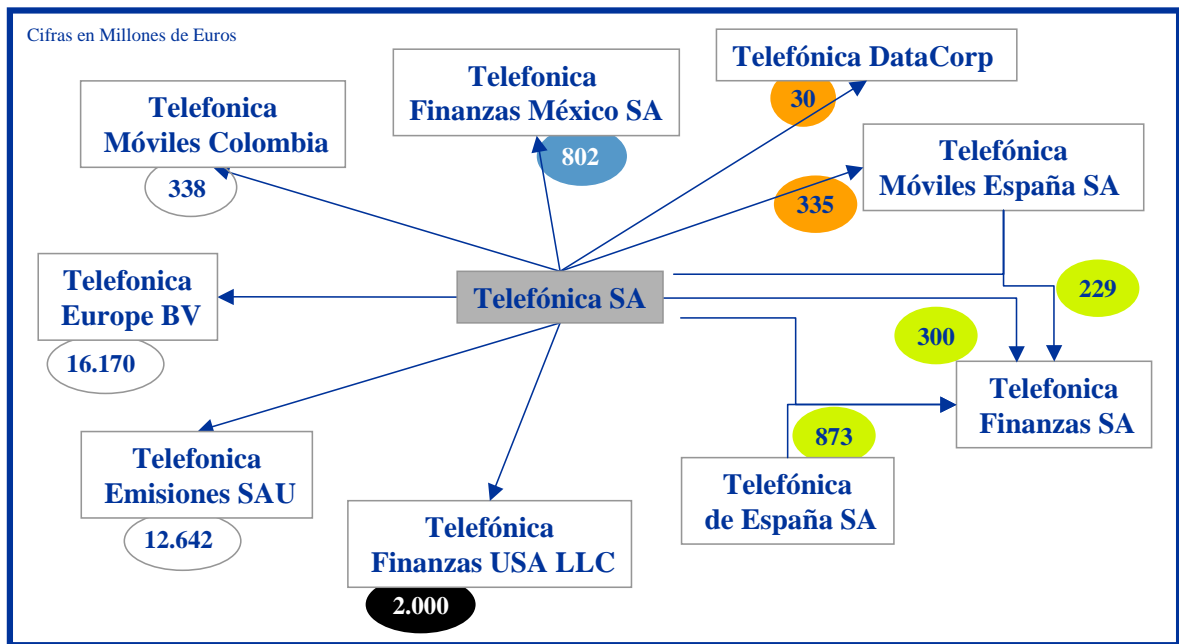 Cifras en Millones de Euros
Telefónica DataCorp
30
Telefonica
Finanzas México SA
802
Telefonica
Móviles Colombia
338
Telefónica
Móviles España SA
335
Telefonica
Europe BV
16.170
Telefónica SA
229
300
Telefonica
Finanzas SA
873
Telefónica
de España SA
Telefonica
Emisiones SAU
12.642
Telefónica
Finanzas USA LLC
2.000